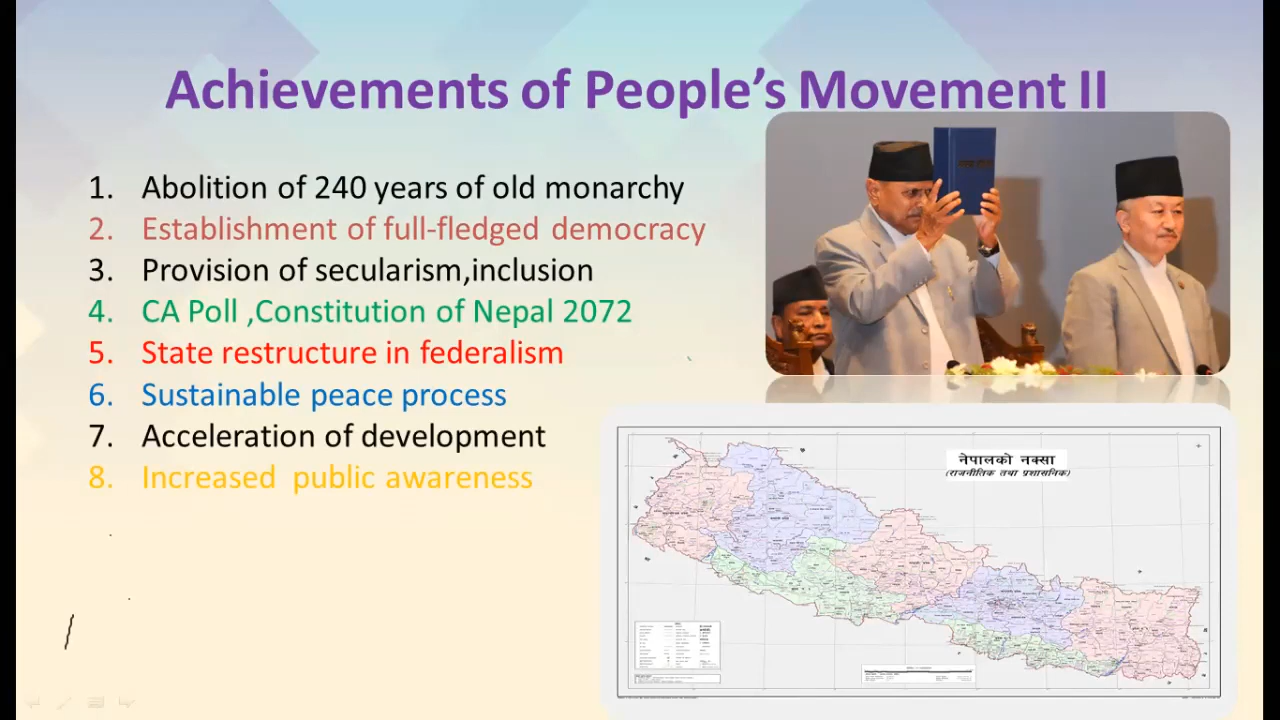 Achievements of People’s Movement II
1. Abolition of 240 years of old monarchy
2. Establishment of full-fledged democracy
3. Provision of secularism,inclusion
4. CA Poll ,Constitution of Nepal 2072
5. State restructure in federalism
6. Sustainable peace process
7. Acceleration of development
8. Increased  public awareness
नेपालको नक्सा
(राजनीतिक तथा प्रशासनिक)